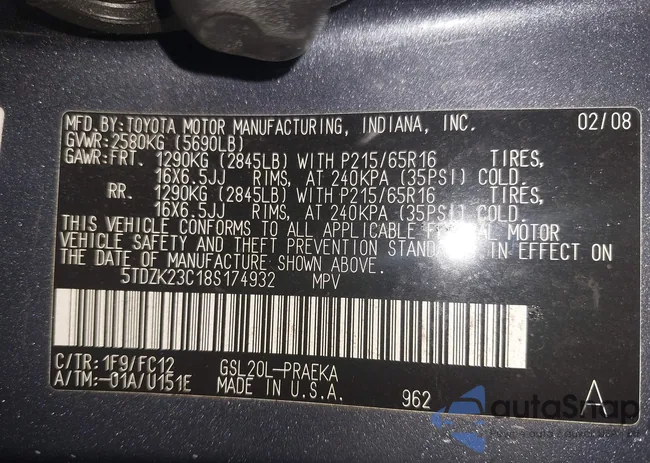 MFD.BY:TOYOTA MOTOR MANUFACTURING, INDIANA, INC. 02/08
GVWR:2580KG (5690LB)
GAWR:FRT. 1290KG (2845LB) WITH P215/65R16 TIRES,
16X6.5JJ RIMS, AT 240KPA (35PSI) COLD.
RR. 1290KG (2845LB) WITH P215/65R16 TIRES,
16X6.5JJ RIMS, AT 240KPA (35PSI) COLD.
THIS VEHICLE CONFORMS TO ALL APPLICABLE FEDERAL MOTOR
VEHICLE SAFETY AND THEFT PREVENTION STANDARDS IN EFFECT ON
THE DATE OF MANUFACTURE SHOWN ABOVE.
5TDZK23C18S174932 MPV
C/TR:1F9/FC12 GSL20L-PRAEKA
A/TM:-01A/U151E MADE IN U.S.A. 962 A
autoSnap